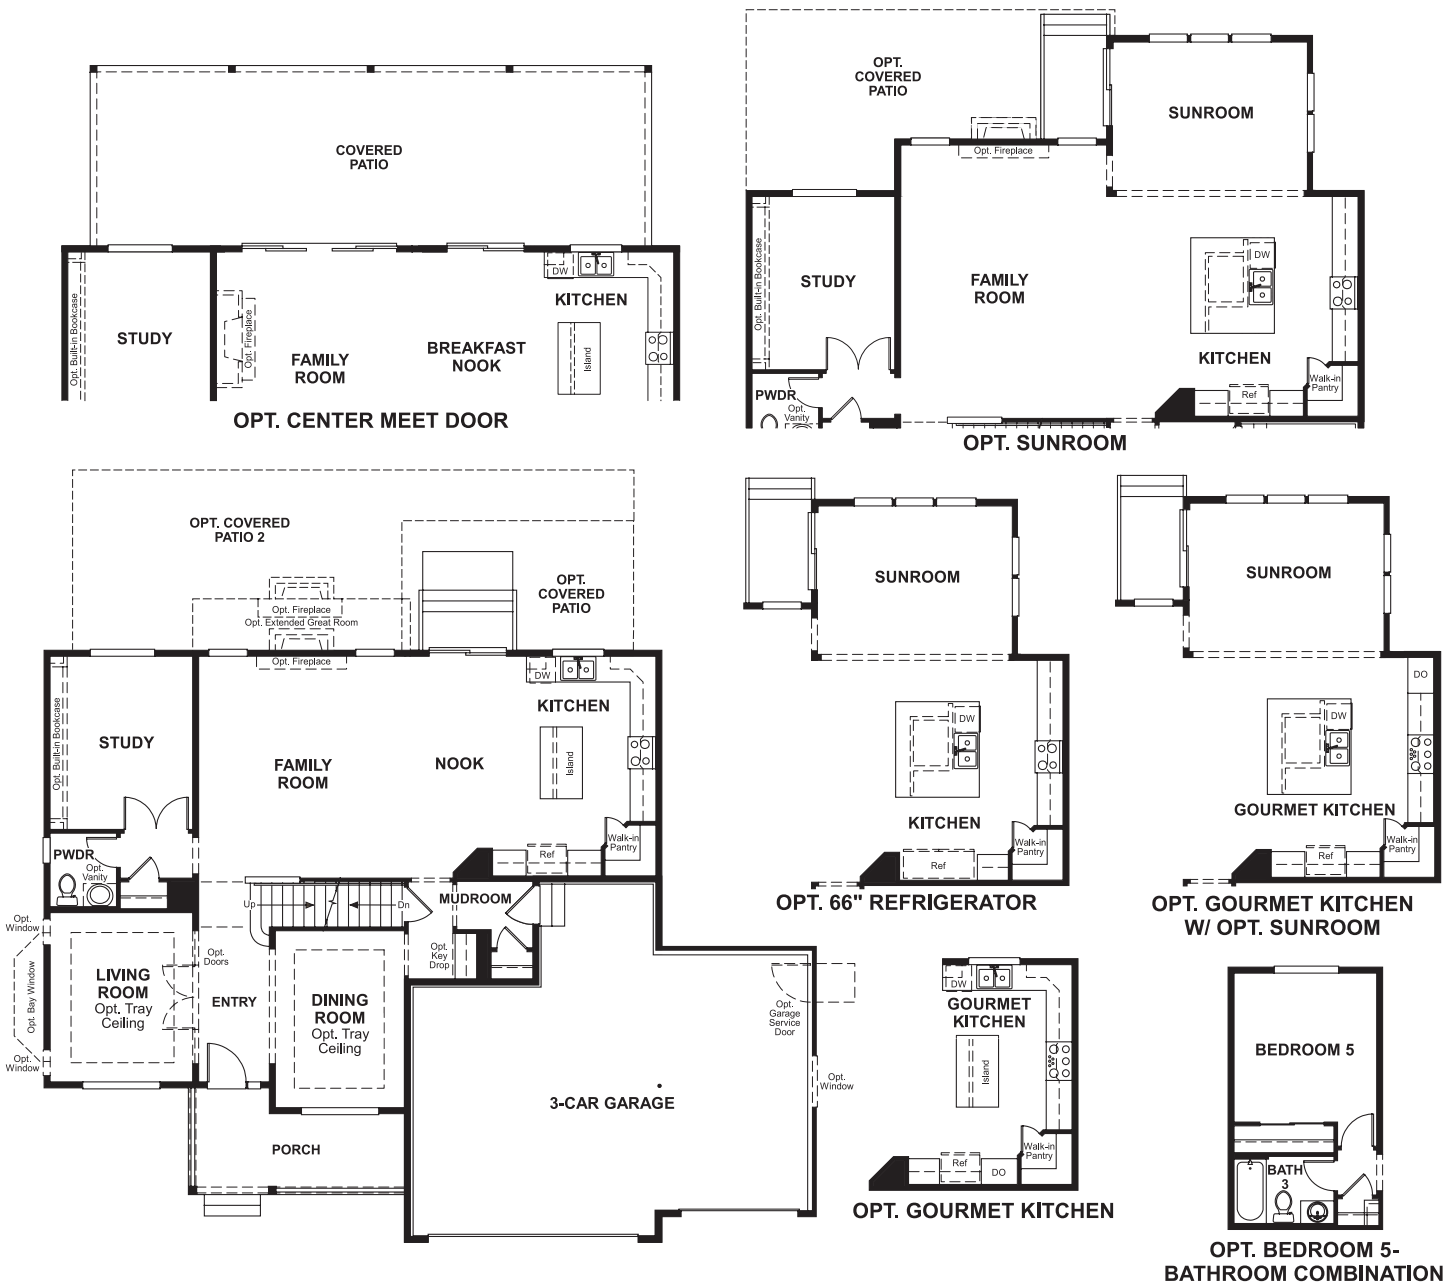 COVERED
PATIO
Opt. Built-in Bookcase
STUDY
Opt. Fireplace
FAMILY
ROOM
BREAKFAST
NOOK
DW
KITCHEN
Island
OPT. CENTER MEET DOOR
OPT.
COVERED
PATIO
SUNROOM
Opt. Fireplace
Opt. Built-in Bookcase
STUDY
FAMILY
ROOM
DW
KITCHEN
PWDR
Opt.
Vanity
Ref
Walk-in
Pantry
OPT. SUNROOM
OPT. COVERED
PATIO 2
OPT.
COVERED
PATIO
Opt. Fireplace
Opt. Extended Great Room
Opt. Fireplace
Opt. Built-in Bookcase
STUDY
FAMILY
ROOM
NOOK
DW
KITCHEN
Island
PWDR
Opt.
Vanity
Ref
Walk-in
Pantry
Up
Dn
MUDROOM
Opt.
Key
Drop
Opt.
Window
Opt. Bay Window
Opt.
Window
LIVING
ROOM
Opt. Tray
Ceiling
Opt.
Doors
ENTRY
DINING
ROOM
Opt. Tray
Ceiling
Opt.
Garage
Service
Door
Opt.
Window
3-CAR GARAGE
PORCH
SUNROOM
DW
KITCHEN
Ref
Walk-in
Pantry
OPT. 66" REFRIGERATOR
SUNROOM
DO
DW
GOURMET KITCHEN
Ref
Walk-in
Pantry
OPT. GOURMET KITCHEN
W/ OPT. SUNROOM
DW
GOURMET
KITCHEN
Island
Ref
DO
Walk-in
Pantry
OPT. GOURMET KITCHEN
BEDROOM 5
BATH
3
OPT. BEDROOM 5-
BATHROOM COMBINATION